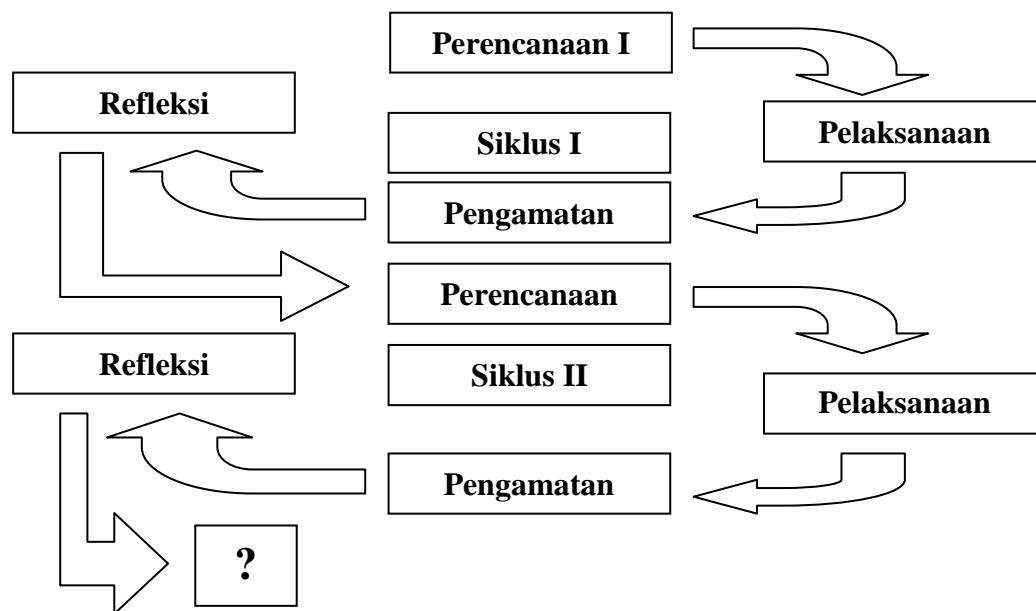 Perencanaan I
Refleksi
Siklus I
Pelaksanaan
Pengamatan
Perencanaan
Refleksi
Siklus II
Pelaksanaan
Pengamatan
?